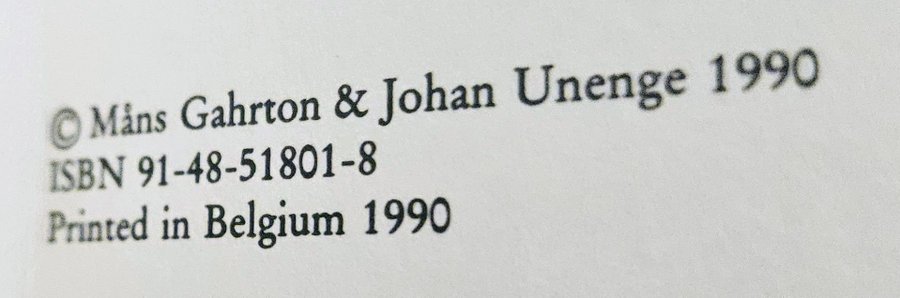 © Måns Gahrton & Johan Unenge 1990
ISBN 91-48-51801-8
Printed in Belgium 1990